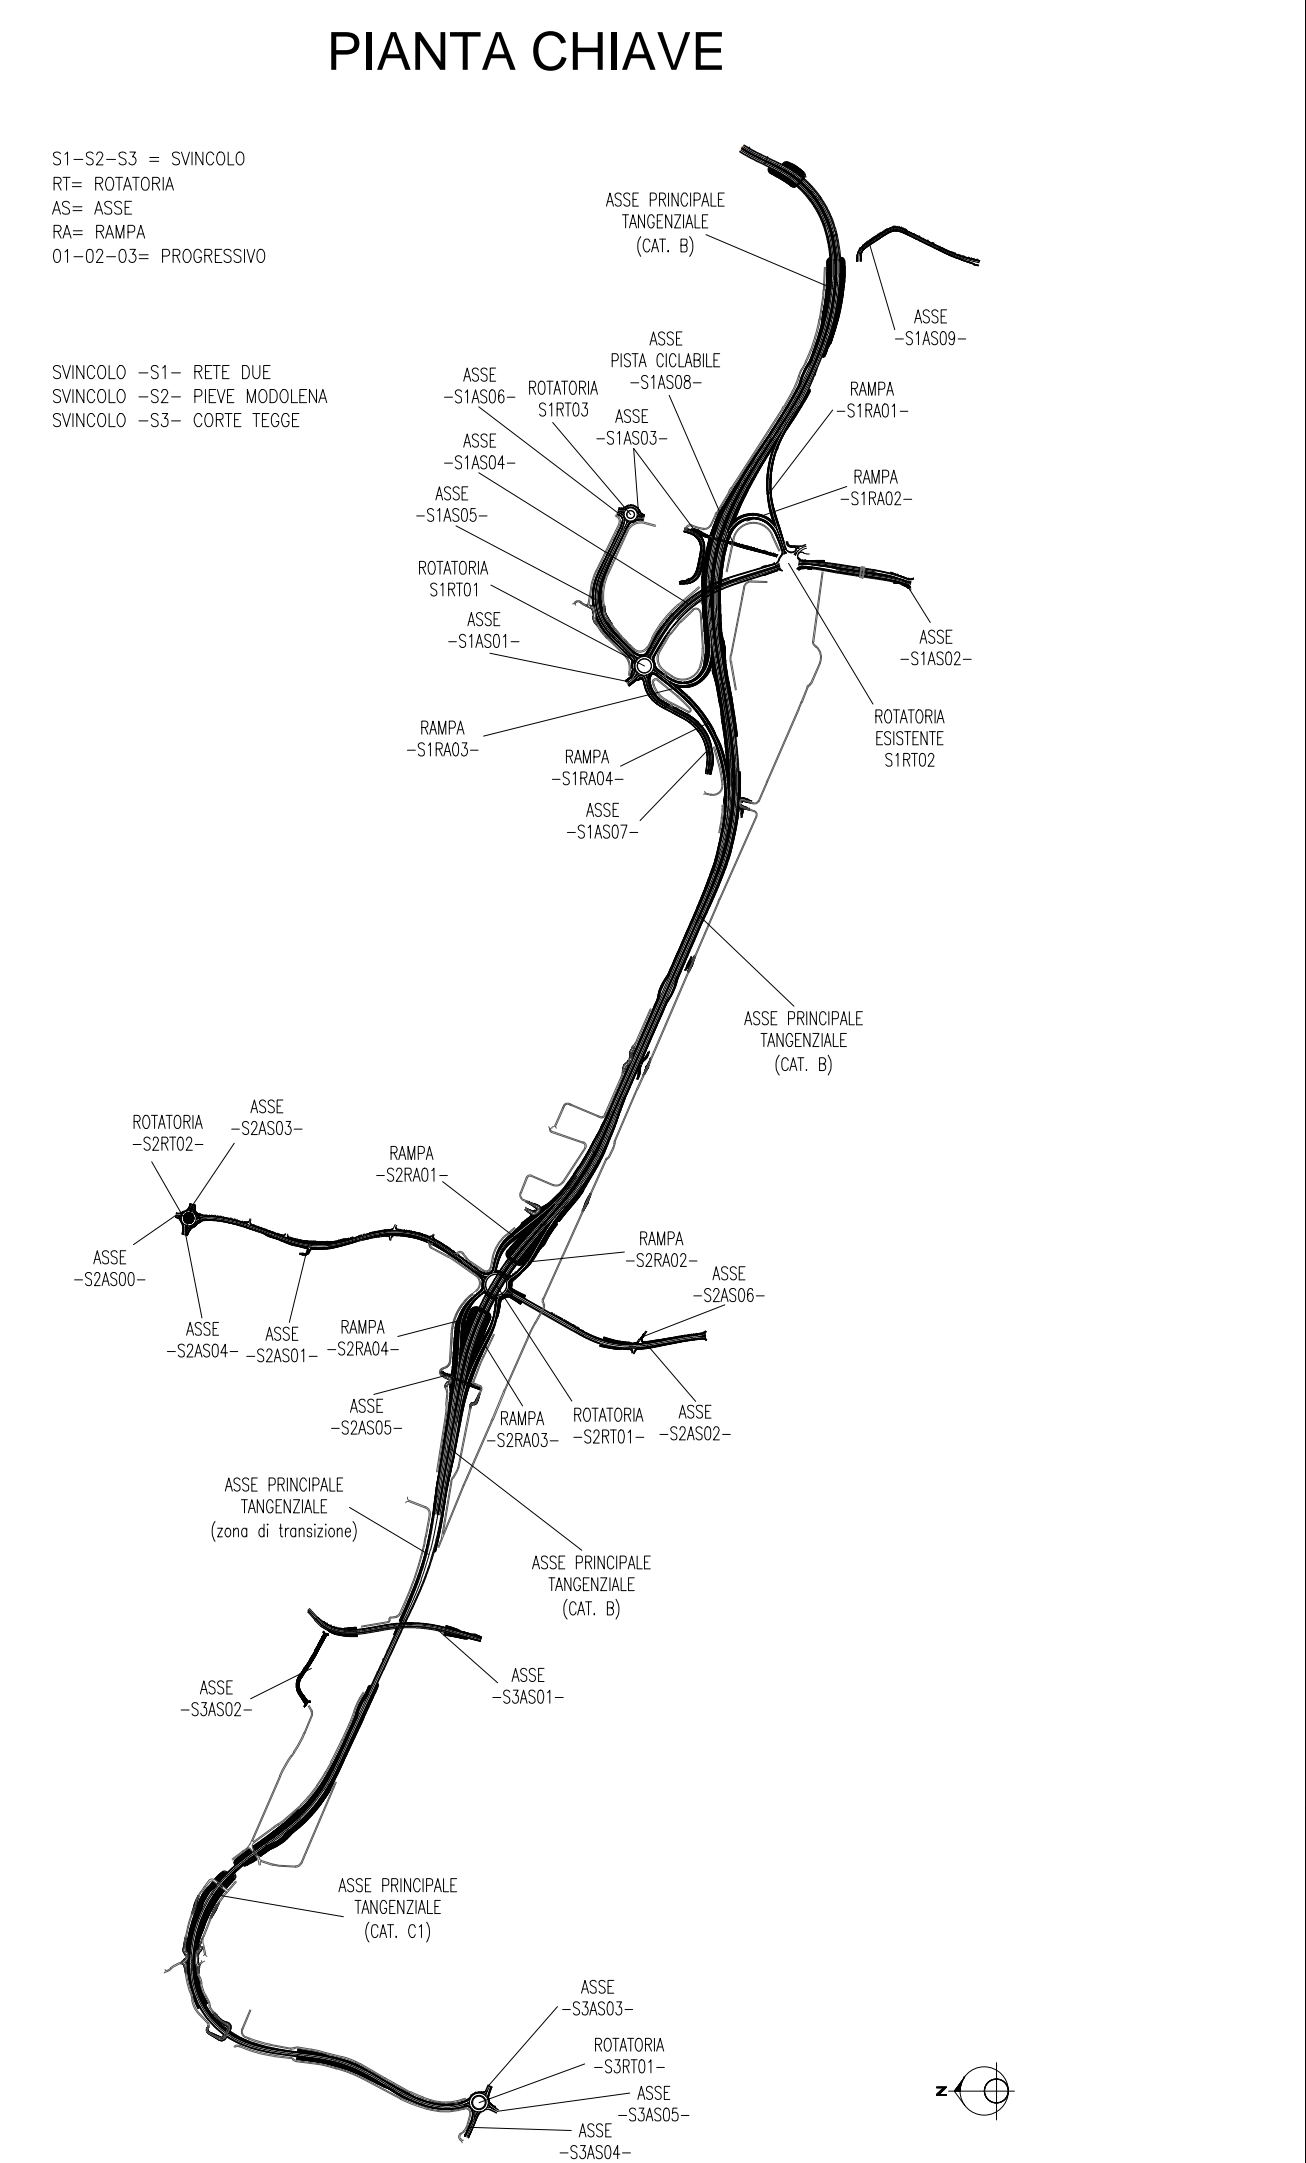 PIANTA CHIAVE
S1-S2-S3 = SVINCOLO
RT= ROTATORIA
AS= ASSE
RA= RAMPA
01-02-03= PROGRESSIVO
SVINCOLO -S1- RETE DUE
SVINCOLO -S2- PIEVE MODOLENA
SVINCOLO -S3- CORTE TEGGE
ASSE PRINCIPALE
TANGENZIALE
(CAT. B)
ASSE
-S1AS09-
ASSE
PISTA CICLABILE
-S1AS08-
ASSE
-S1AS06-
ROTATORIA
S1RT03
ASSE
-S1AS03-
RAMPA
-S1RA01-
ASSE
-S1AS04-
RAMPA
-S1RA02-
ASSE
-S1AS05-
ROTATORIA
S1RT01
ASSE
-S1AS01-
ASSE
-S1AS02-
RAMPA
-S1RA03-
ROTATORIA
ESISTENTE
S1RT02
RAMPA
-S1RA04-
ASSE
-S1AS07-
ASSE PRINCIPALE
TANGENZIALE
(CAT. B)
ASSE
-S2AS03-
ROTATORIA
-S2RT02-
RAMPA
-S2RA01-
RAMPA
-S2RA02-
ASSE
-S2AS00-
ASSE
-S2AS06-
ASSE
-S2AS04-
ASSE
-S2AS01-
RAMPA
-S2RA04-
ASSE
-S2AS05-
RAMPA
-S2RA03-
ROTATORIA
-S2RT01-
ASSE
-S2AS02-
ASSE PRINCIPALE
TANGENZIALE
(zona di transizione)
ASSE PRINCIPALE
TANGENZIALE
(CAT. B)
ASSE
-S3AS01-
ASSE
-S3AS02-
ASSE PRINCIPALE
TANGENZIALE
(CAT. C1)
ASSE
-S3AS03-
ROTATORIA
-S3RT01-
ASSE
-S3AS05-
ASSE
-S3AS04-
N